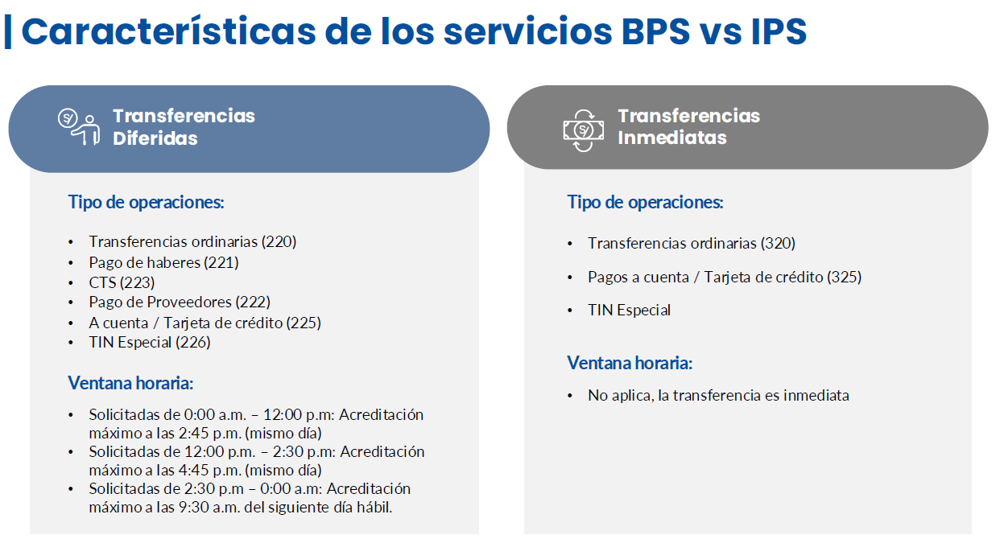 | Características de los servicios BPS vs IPS
S/ Transferencias
Diferidas
Tipo de operaciones:
• Transferencias ordinarias (220)
• Pago de haberes (221)
• CTS (223)
• Pago de Proveedores (222)
• A cuenta / Tarjeta de crédito (225)
• TIN Especial (226)
Ventana horaria:
• Solicitadas de 0:00 a.m. – 12:00 p.m: Acreditación
máximo a las 2:45 p.m. (mismo día)
• Solicitadas de 12:00 p.m. – 2:30 p.m: Acreditación
máximo a las 4:45 p.m. (mismo día)
• Solicitadas de 2:30 p.m – 0:00 a.m: Acreditación
máximo a las 9:30 a.m. del siguiente día hábil.
S/ Transferencias
Inmediatas
Tipo de operaciones:
• Transferencias ordinarias (320)
• Pagos a cuenta / Tarjeta de crédito (325)
• TIN Especial
Ventana horaria:
• No aplica, la transferencia es inmediata